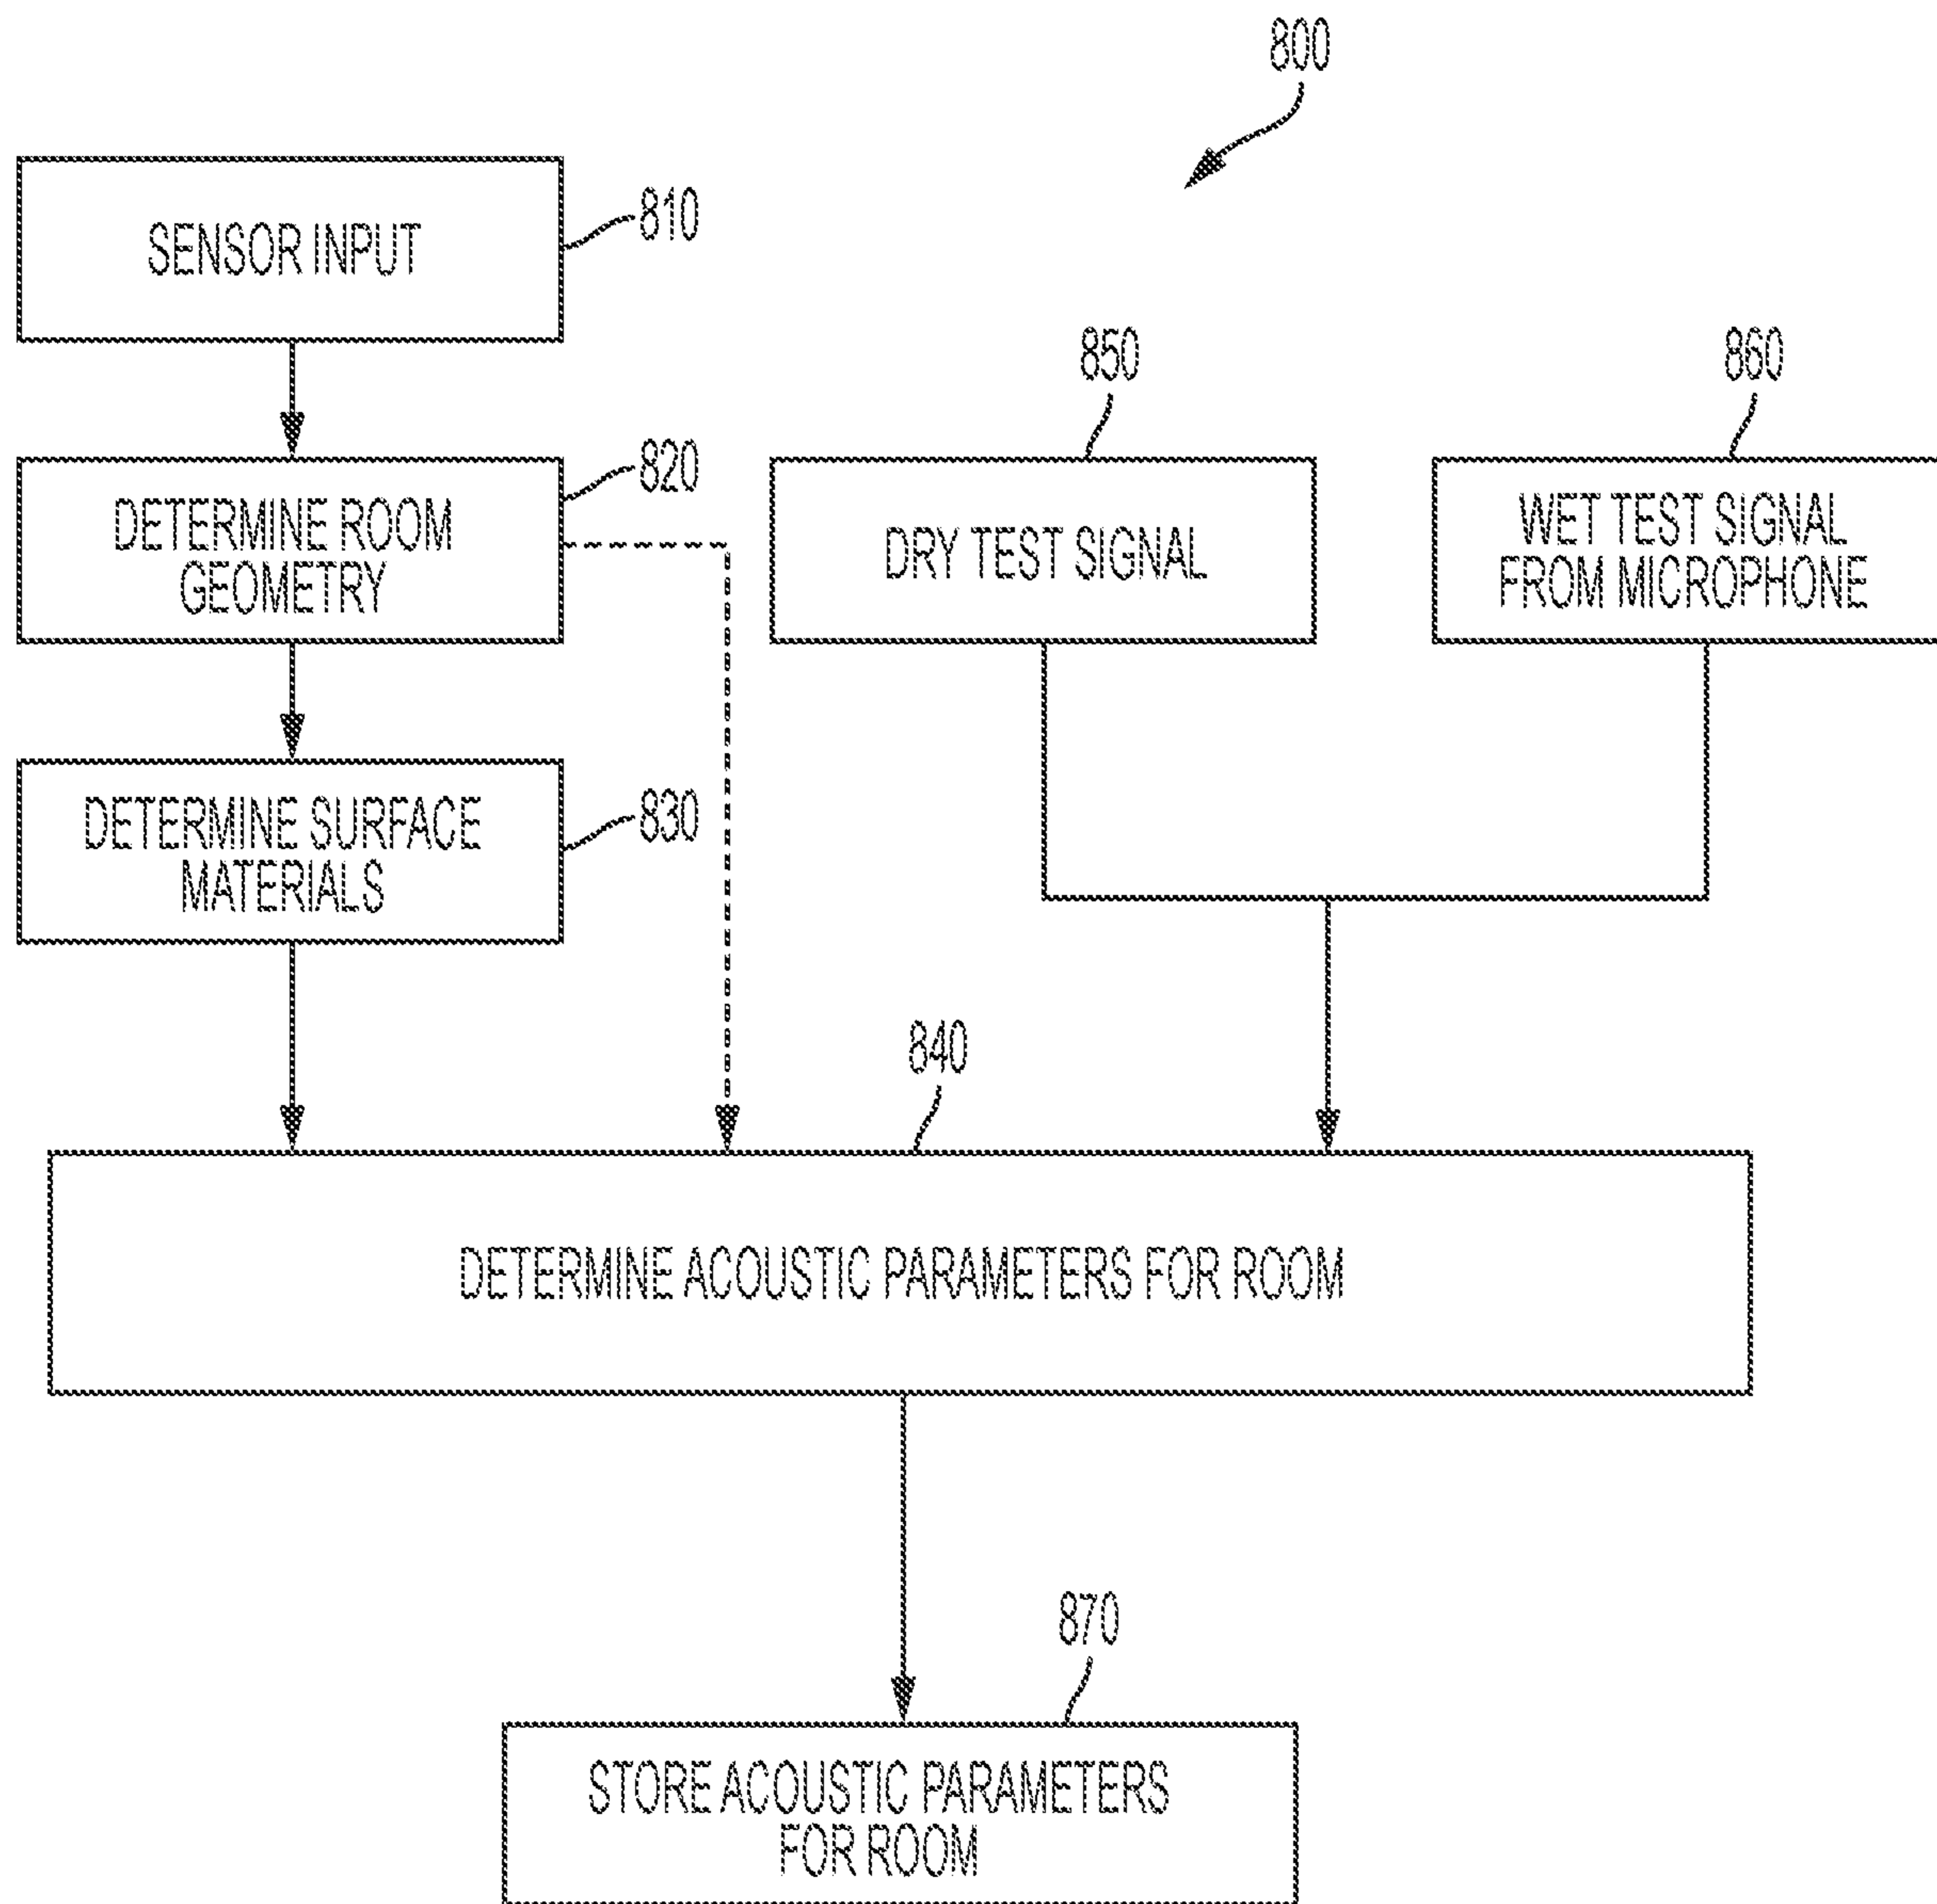 800
SENSOR INPUT
810
850
860
DETERMINE ROOM
GEOMETRY
820
DRY TEST SIGNAL
WET TEST SIGNAL
FROM MICROPHONE
DETERMINE SURFACE
MATERIALS
830
840
DETERMINE ACOUSTIC PARAMETERS FOR ROOM
870
STORE ACOUSTIC PARAMETERS
FOR ROOM